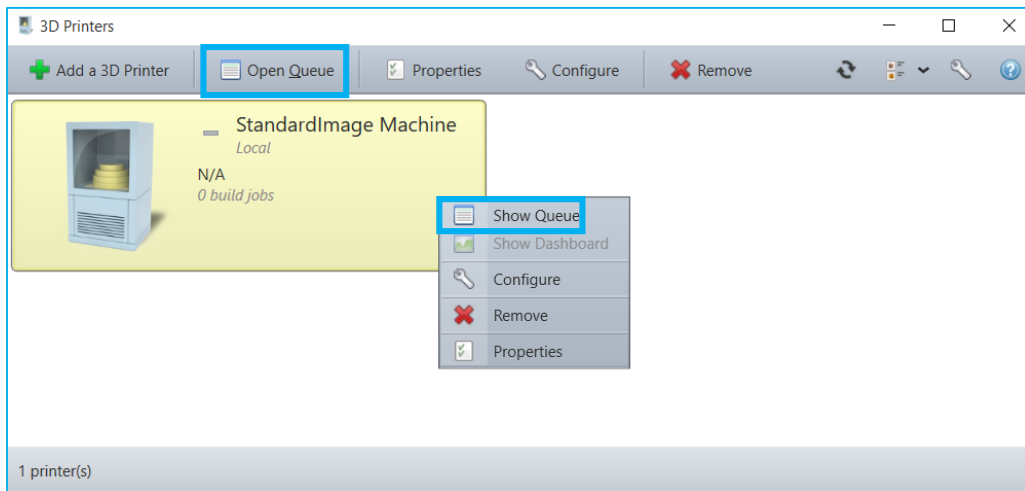 3D Printers
Add a 3D Printer Open Queue Properties Configure Remove
StandardImage Machine
Local
N/A
0 build jobs
Show Queue
Show Dashboard
Configure
Remove
Properties
1 printer(s)